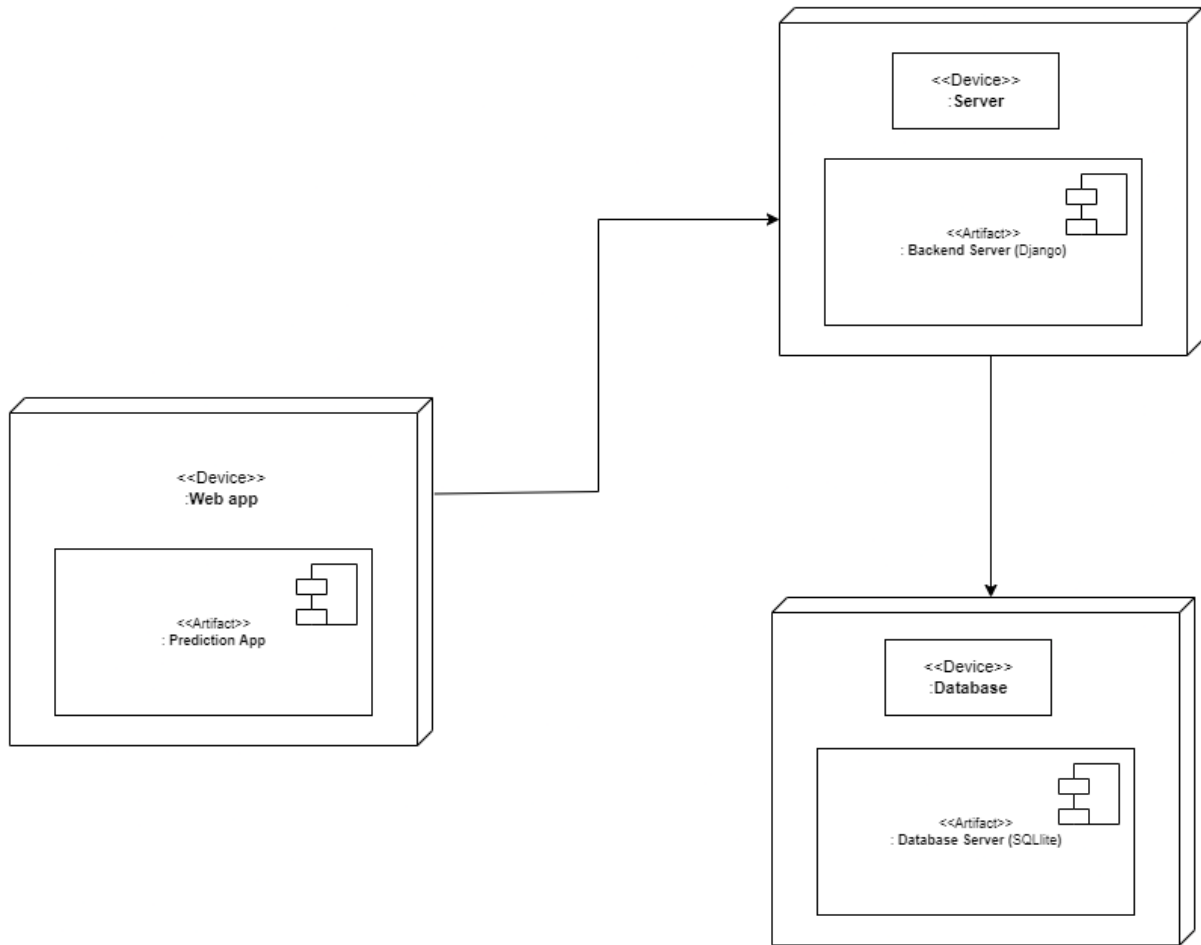 <<Device>>
:Server
<<Artifact>>
: Backend Server (Django)
<<Device>>
:Web app
<<Artifact>>
: Prediction App
<<Device>>
:Database
<<Artifact>>
: Database Server (SQLlite)